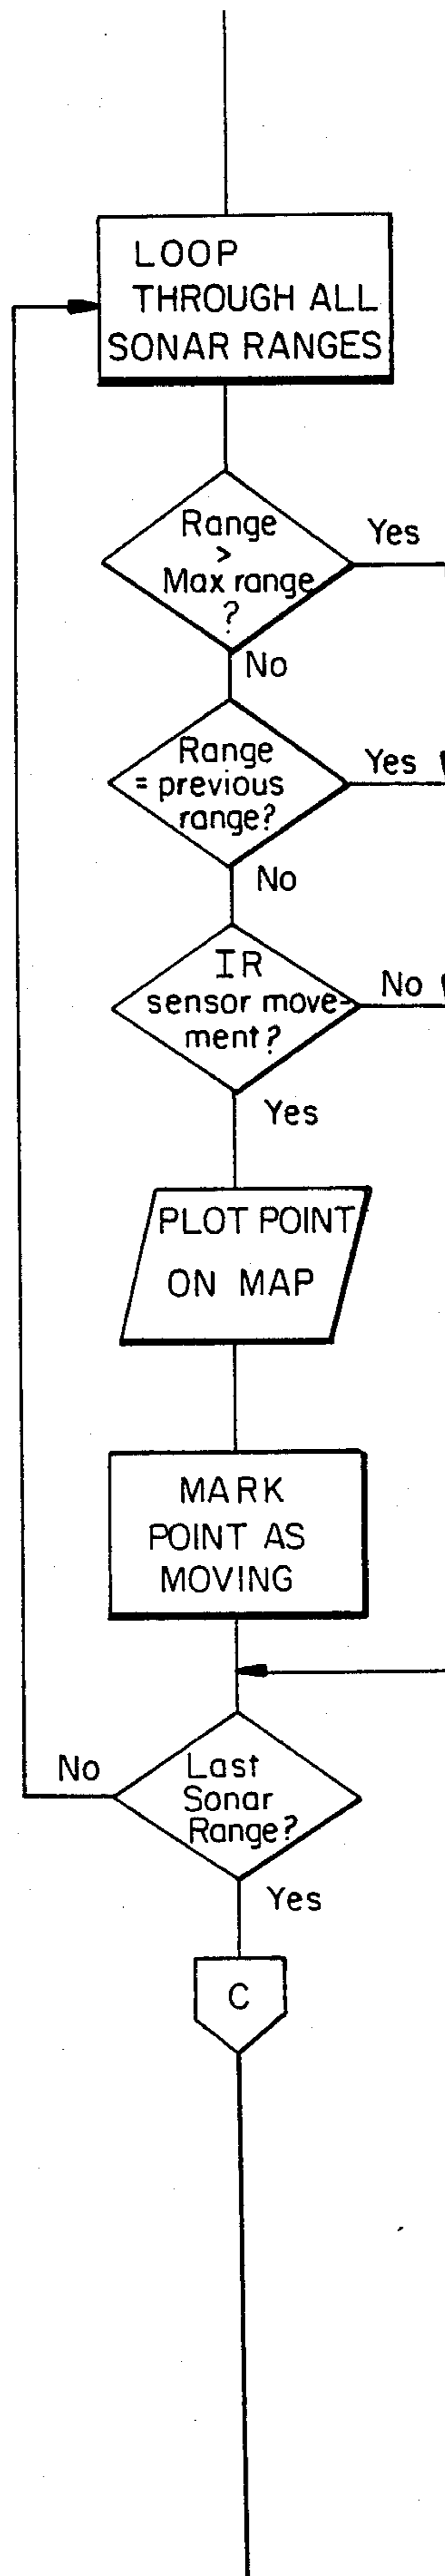 LOOP
THROUGH ALL
SONAR RANGES
Range
>
Max range
?
Yes
No
Range
= previous
range?
Yes
No
IR
sensor move-
ment?
No
Yes
PLOT POINT
ON MAP
MARK
POINT AS
MOVING
Last
Sonar
Range?
No
Yes
C